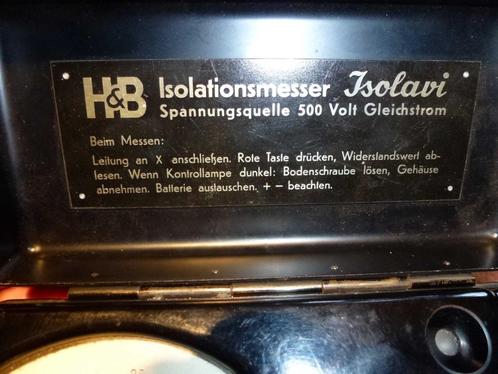 H&B Isolationsmesser Isolavi
Spannungsquelle 500 Volt Gleichstrom
Beim Messen:
Leitung an X anschließen. Rote Taste drücken, Widerstandswert ab-
lesen. Wenn Kontrollampe dunkel: Bodenschraube lösen, Gehäuse
abnehmen. Batterie austauschen. + − beachten.